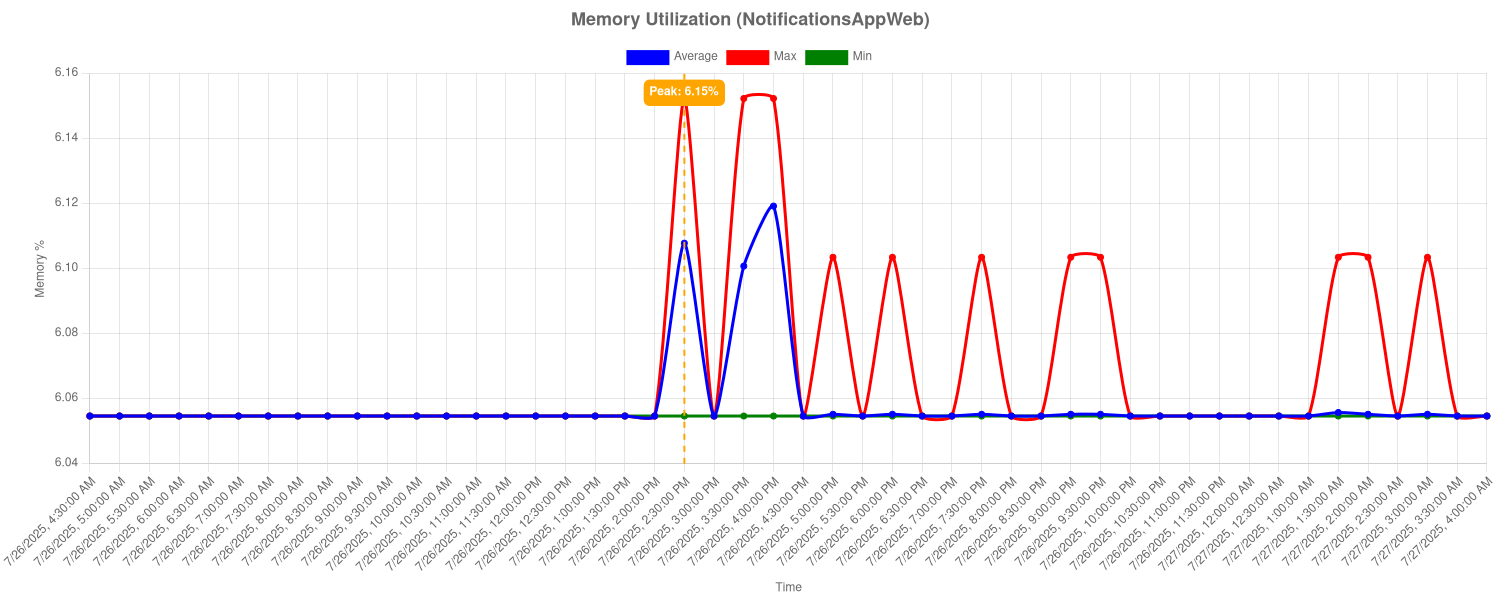 Memory Utilization (NotificationsAppWeb)
Average Max Min
Peak: 6.15%
6.16
6.14
6.12
6.10
6.08
6.06
6.04
Memory %
7/26/2025, 4:30:00 AM
7/26/2025, 5:00:00 AM
7/26/2025, 5:30:00 AM
7/26/2025, 6:00:00 AM
7/26/2025, 6:30:00 AM
7/26/2025, 7:00:00 AM
7/26/2025, 7:30:00 AM
7/26/2025, 8:00:00 AM
7/26/2025, 8:30:00 AM
7/26/2025, 9:00:00 AM
7/26/2025, 9:30:00 AM
7/26/2025, 10:00:00 AM
7/26/2025, 10:30:00 AM
7/26/2025, 11:00:00 AM
7/26/2025, 11:30:00 AM
7/26/2025, 12:00:00 PM
7/26/2025, 12:30:00 PM
7/26/2025, 1:00:00 PM
7/26/2025, 1:30:00 PM
7/26/2025, 2:00:00 PM
7/26/2025, 2:30:00 PM
7/26/2025, 3:00:00 PM
7/26/2025, 3:30:00 PM
7/26/2025, 4:00:00 PM
7/26/2025, 4:30:00 PM
7/26/2025, 5:00:00 PM
7/26/2025, 5:30:00 PM
7/26/2025, 6:00:00 PM
7/26/2025, 6:30:00 PM
7/26/2025, 7:00:00 PM
7/26/2025, 7:30:00 PM
7/26/2025, 8:00:00 PM
7/26/2025, 8:30:00 PM
7/26/2025, 9:00:00 PM
7/26/2025, 9:30:00 PM
7/26/2025, 10:00:00 PM
7/26/2025, 10:30:00 PM
7/26/2025, 11:00:00 PM
7/26/2025, 11:30:00 PM
7/27/2025, 12:00:00 AM
7/27/2025, 12:30:00 AM
7/27/2025, 1:00:00 AM
7/27/2025, 1:30:00 AM
7/27/2025, 2:00:00 AM
7/27/2025, 2:30:00 AM
7/27/2025, 3:00:00 AM
7/27/2025, 3:30:00 AM
7/27/2025, 4:00:00 AM
Time